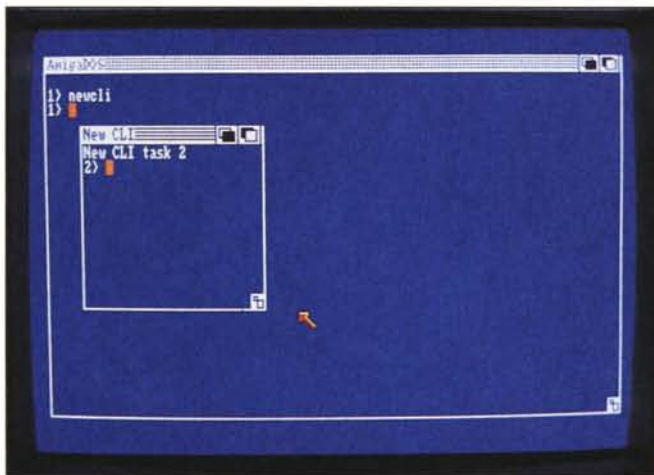 AmigaDOS
1> newcli
1>
New CLI
New CLI task 2
2>